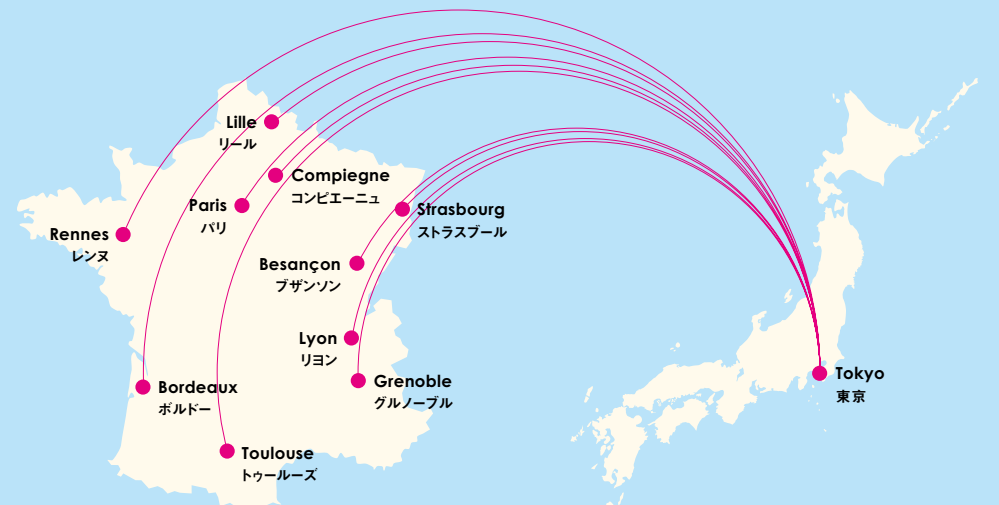 Lille
リール
Compiegne
コンピエーニュ
Paris
パリ
Strasbourg
ストラスブール
Rennes
レンヌ
Besançon
ブザンソン
Lyon
リヨン
Grenoble
グルノーブル
Bordeaux
ボルドー
Toulouse
トゥールーズ
Tokyo
東京